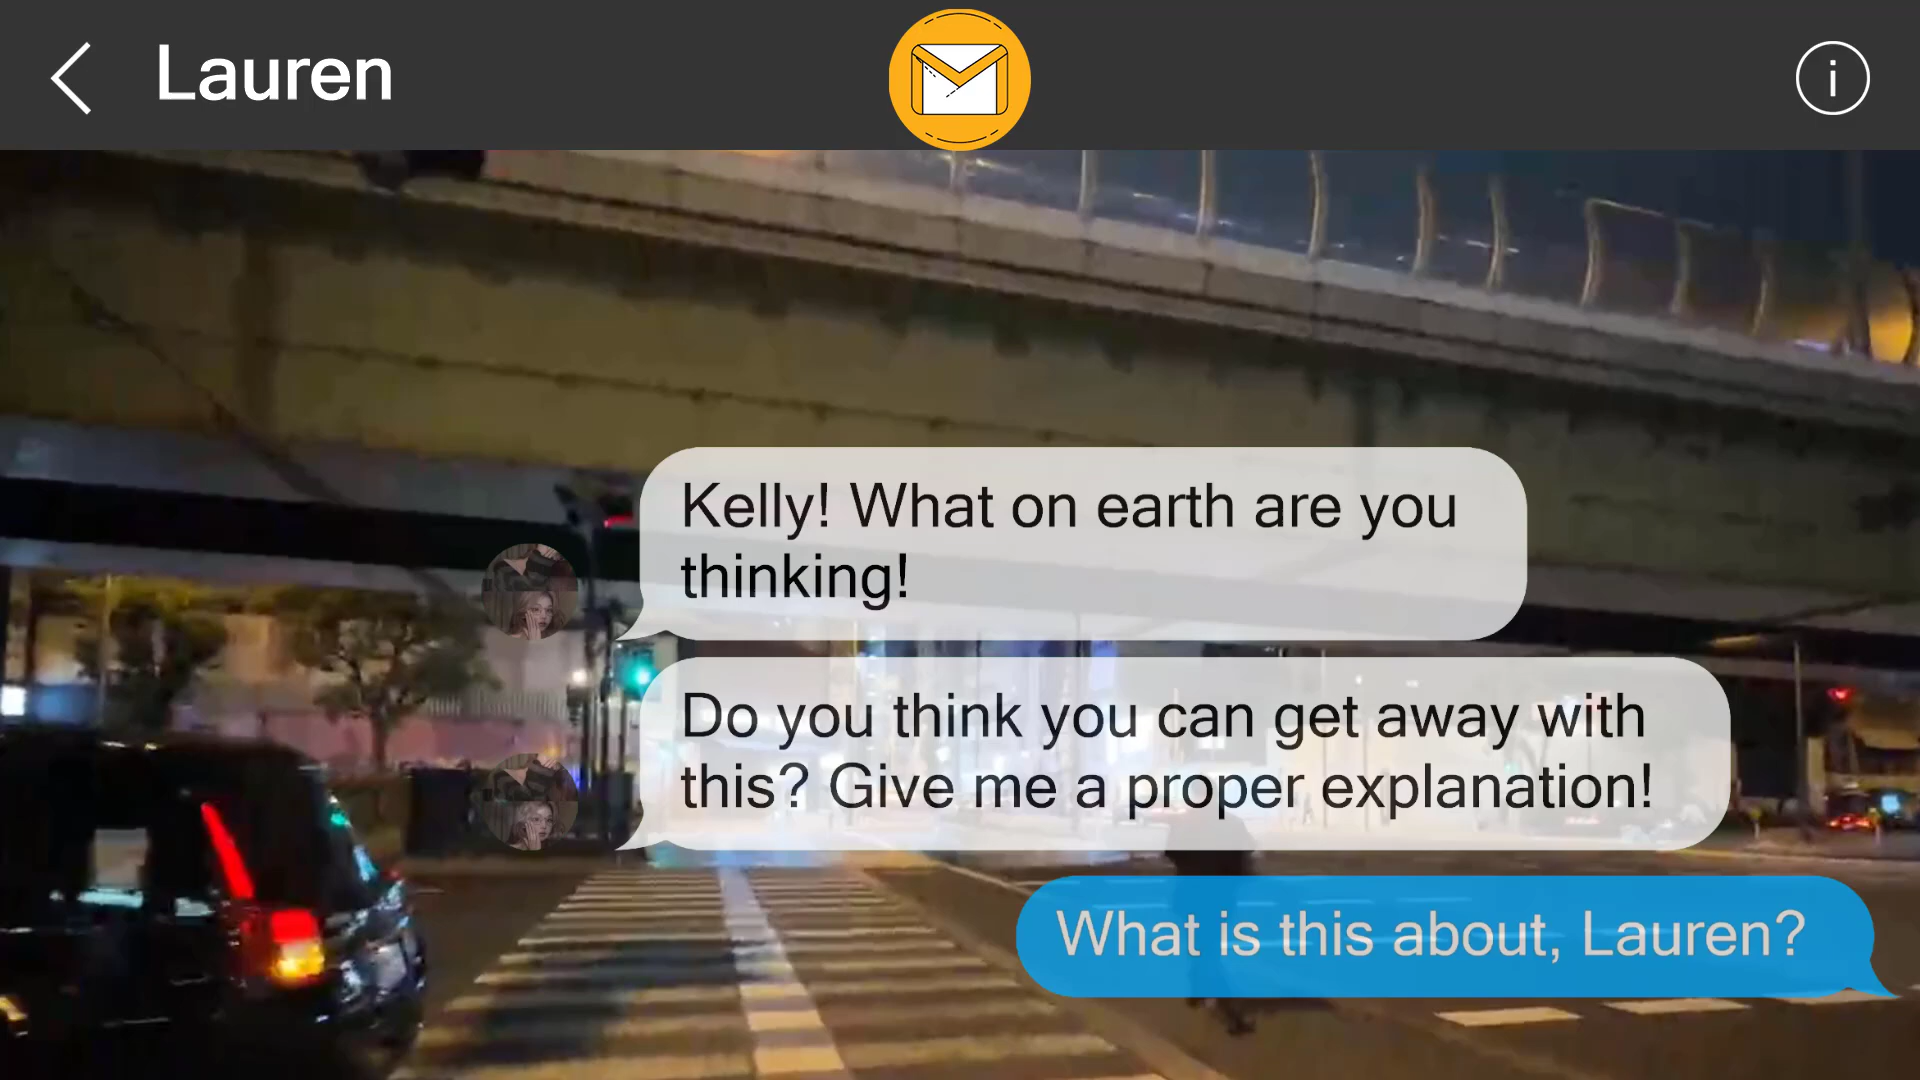 Lauren
Kelly! What on earth are you
thinking!
Do you think you can get away with
this? Give me a proper explanation!
What is this about, Lauren?